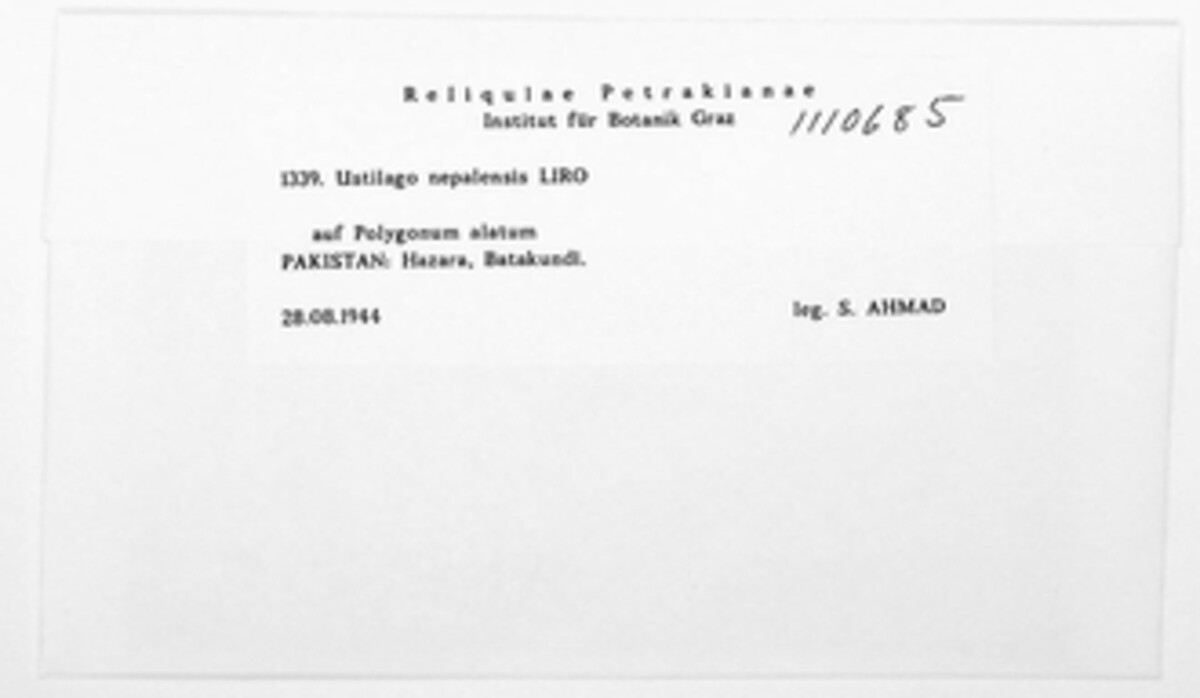 Reliquiae Petrakianae
Institut für Botanik Graz
1110685
1339. Ustilago nepalensis LIRO
auf Polygonum alatum
PAKISTAN: Hazara, Batakundi.
28.08.1944
leg. S. AHMAD